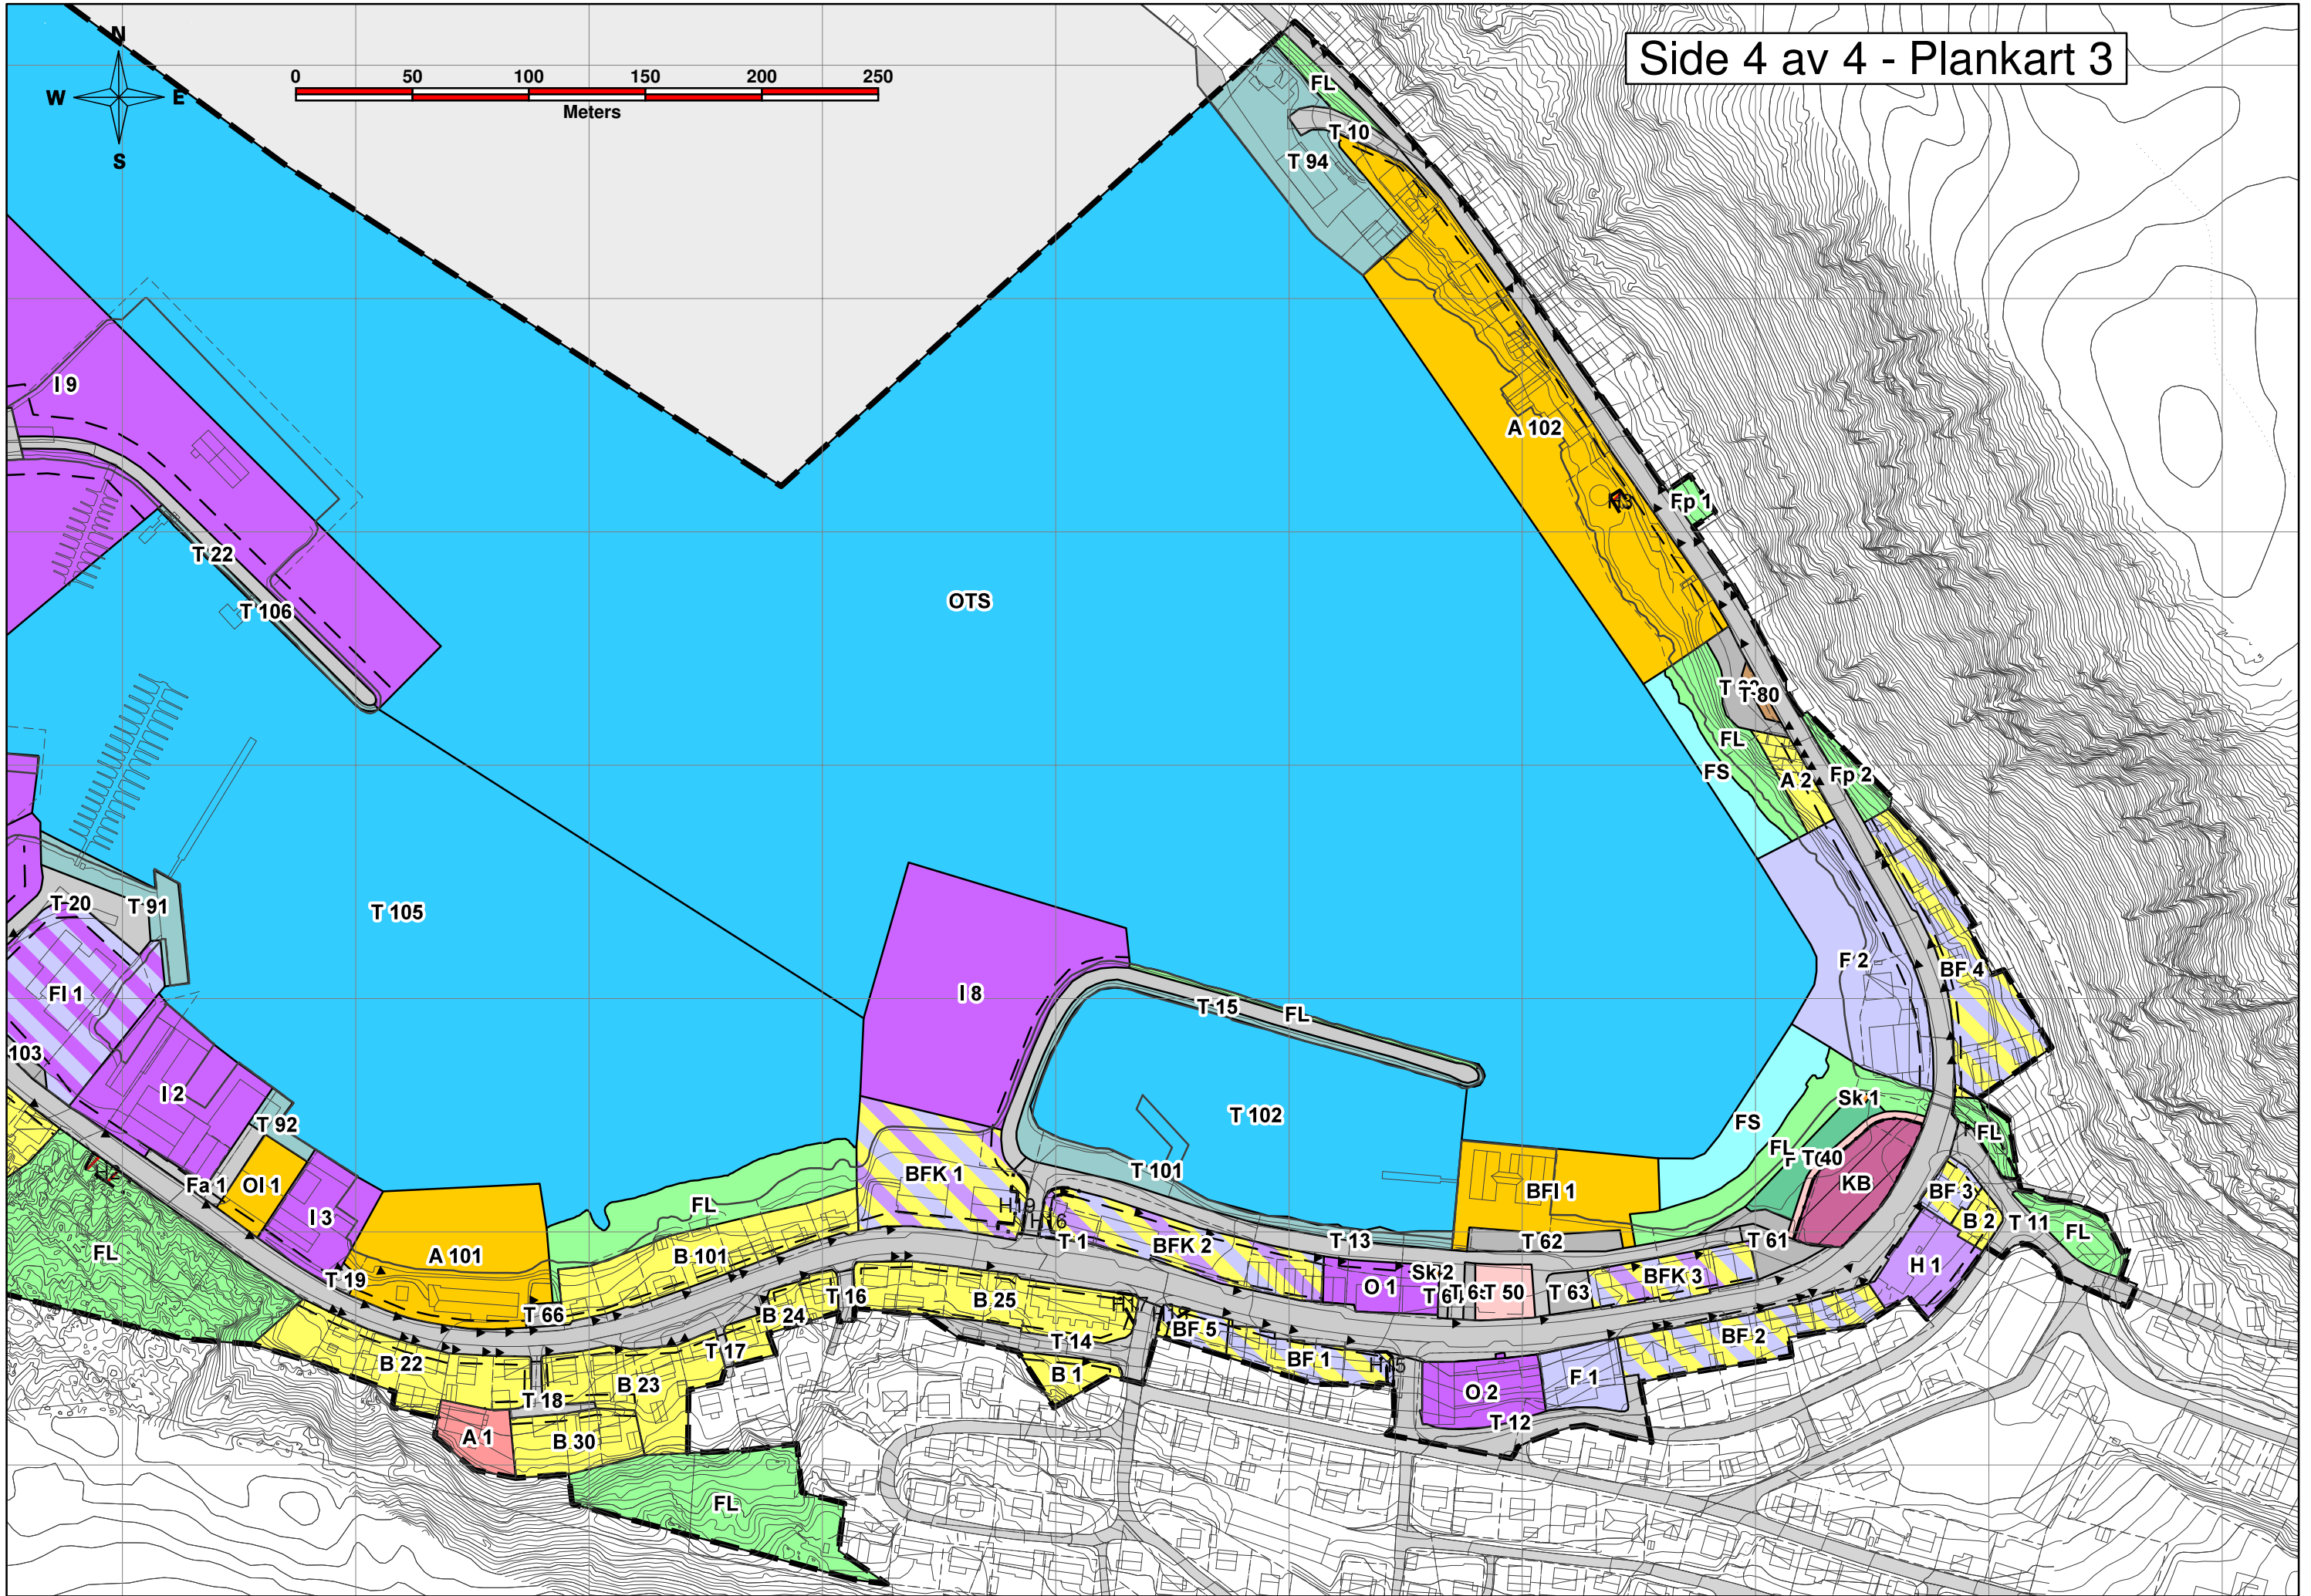 Side 4 av 4 - Plankart 3
N
W E
S
0 50 100 150 200 250
Meters
FL
T 10
T 94
I 9
A 102
Fp 1
T 22
T 106
OTS
T 80
FL
FS
A 2
Fp 2
T 20
T 91
T 105
F 2
BF 4
FI 1
I 8
T 15
FL
103
I 2
T 92
T 102
Sk 1
FS
FL
FL
T 101
KB
Fa 1
OI 1
BFK 1
BFI 1
BF 3
I 3
FL
H19
H16
B 2
T 11
FL
FL
A 101
B 101
T 1
BFK 2
T 13
T 62
T 61
H 1
T 19
Sk 2
BFK 3
O 1
T 50
T 63
T 66
B 24
T 16
B 25
BF 5
T 14
BF 2
B 22
T 17
BF 1
B 1
F 1
B 23
O 2
T 18
T 12
A 1
B 30
FL